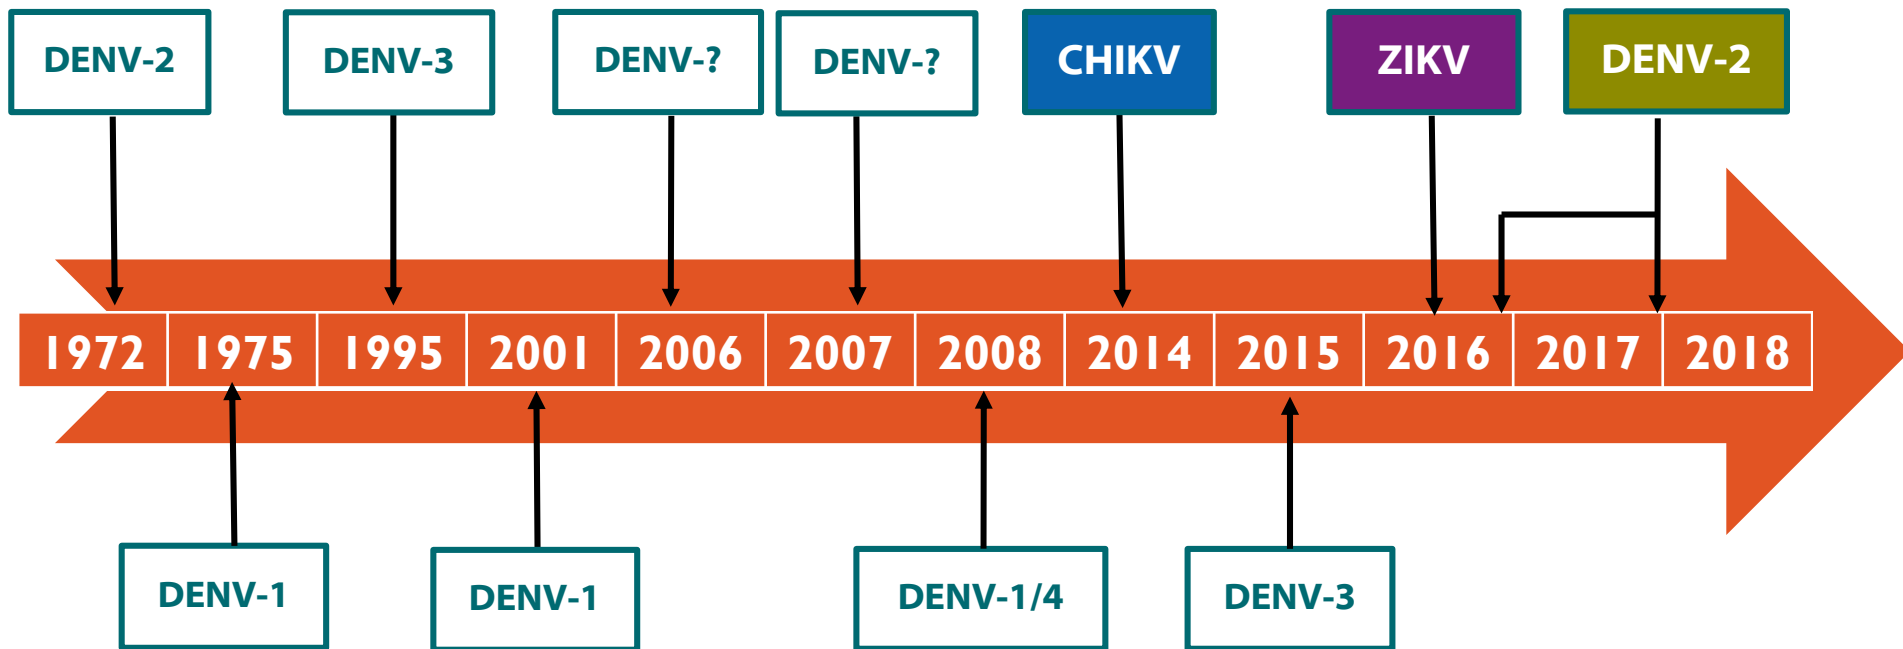 DENV-2 DENV-3 DENV-? DENV-? CHIKV ZIKV DENV-2
1972 1975 1995 2001 2006 2007 2008 2014 2015 2016 2017 2018
DENV-1 DENV-1 DENV-1/4 DENV-3